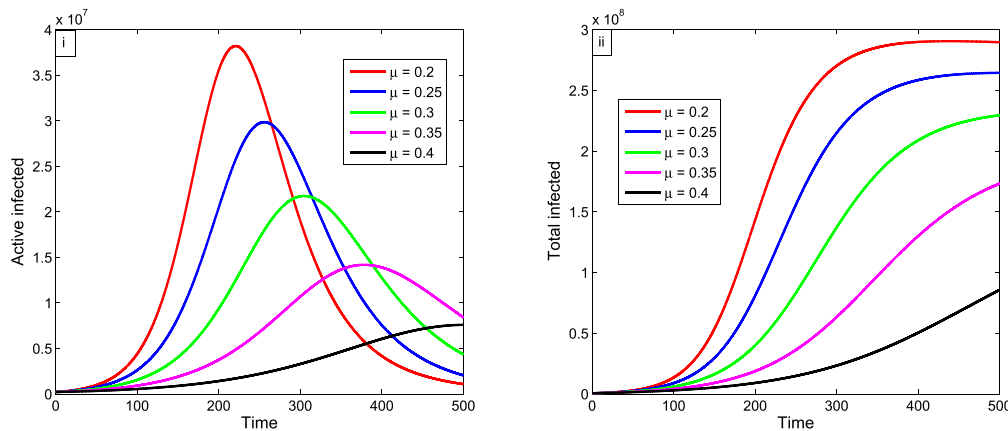 x 10^7
i
4
3.5
3
2.5
2
1.5
1
0.5
0
Active infected
μ = 0.2
μ = 0.25
μ = 0.3
μ = 0.35
μ = 0.4
0 100 200 300 400 500
Time
x 10^8
ii
3
2.5
2
1.5
1
0.5
0
Total infected
μ = 0.2
μ = 0.25
μ = 0.3
μ = 0.35
μ = 0.4
0 100 200 300 400 500
Time